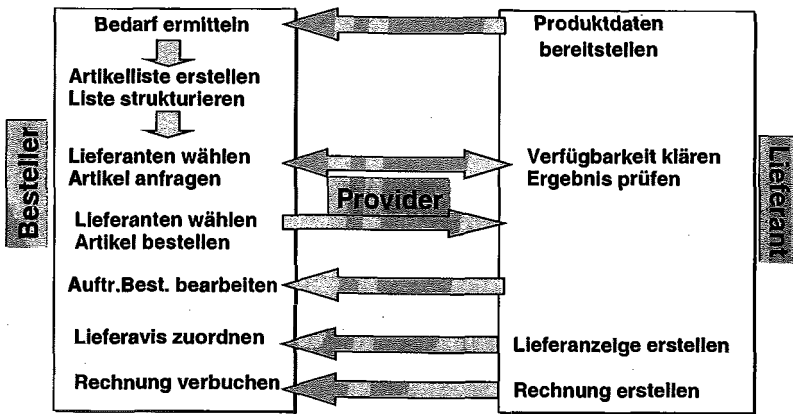 Besteller
Bedarf ermitteln
Artikelliste erstellen
Liste strukturieren
Lieferanten wählen
Artikel anfragen
Lieferanten wählen
Artikel bestellen
Auftr.Best. bearbeiten
Lieferavis zuordnen
Rechnung verbuchen
Provider
Produktdaten
bereitstellen
Verfügbarkeit klären
Ergebnis prüfen
Lieferanzeige erstellen
Rechnung erstellen
Lieferant